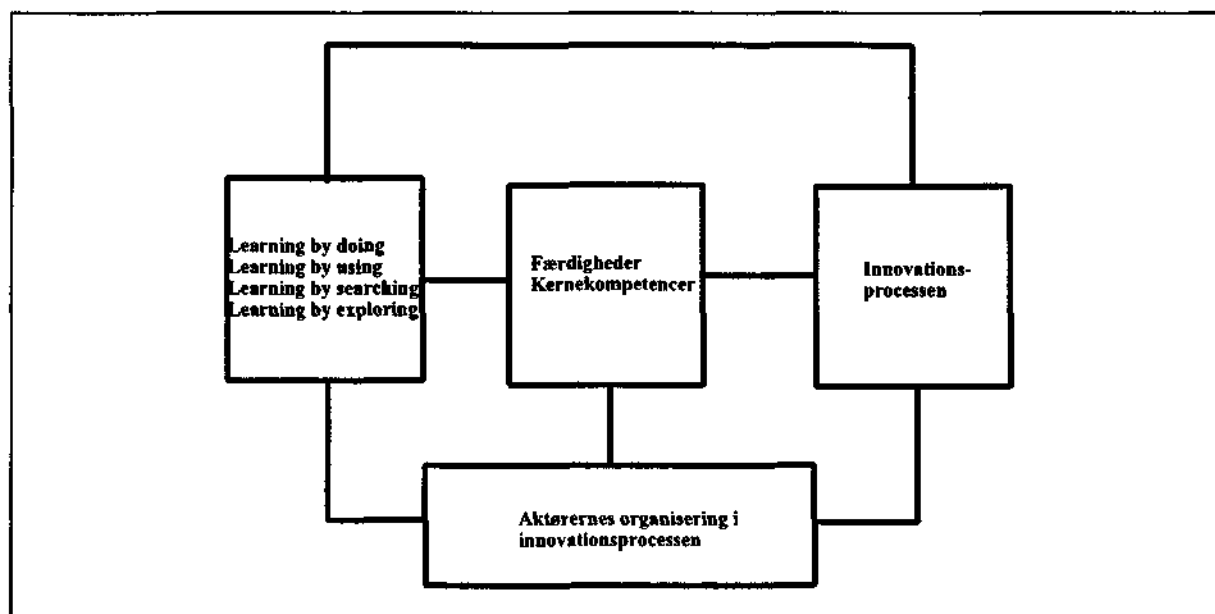 Learning by doing
Learning by using
Learning by searching
Learning by exploring
Færdigheder
Kernekompetencer
Innovations-
processen
Aktørernes organisering i
innovationsprocessen